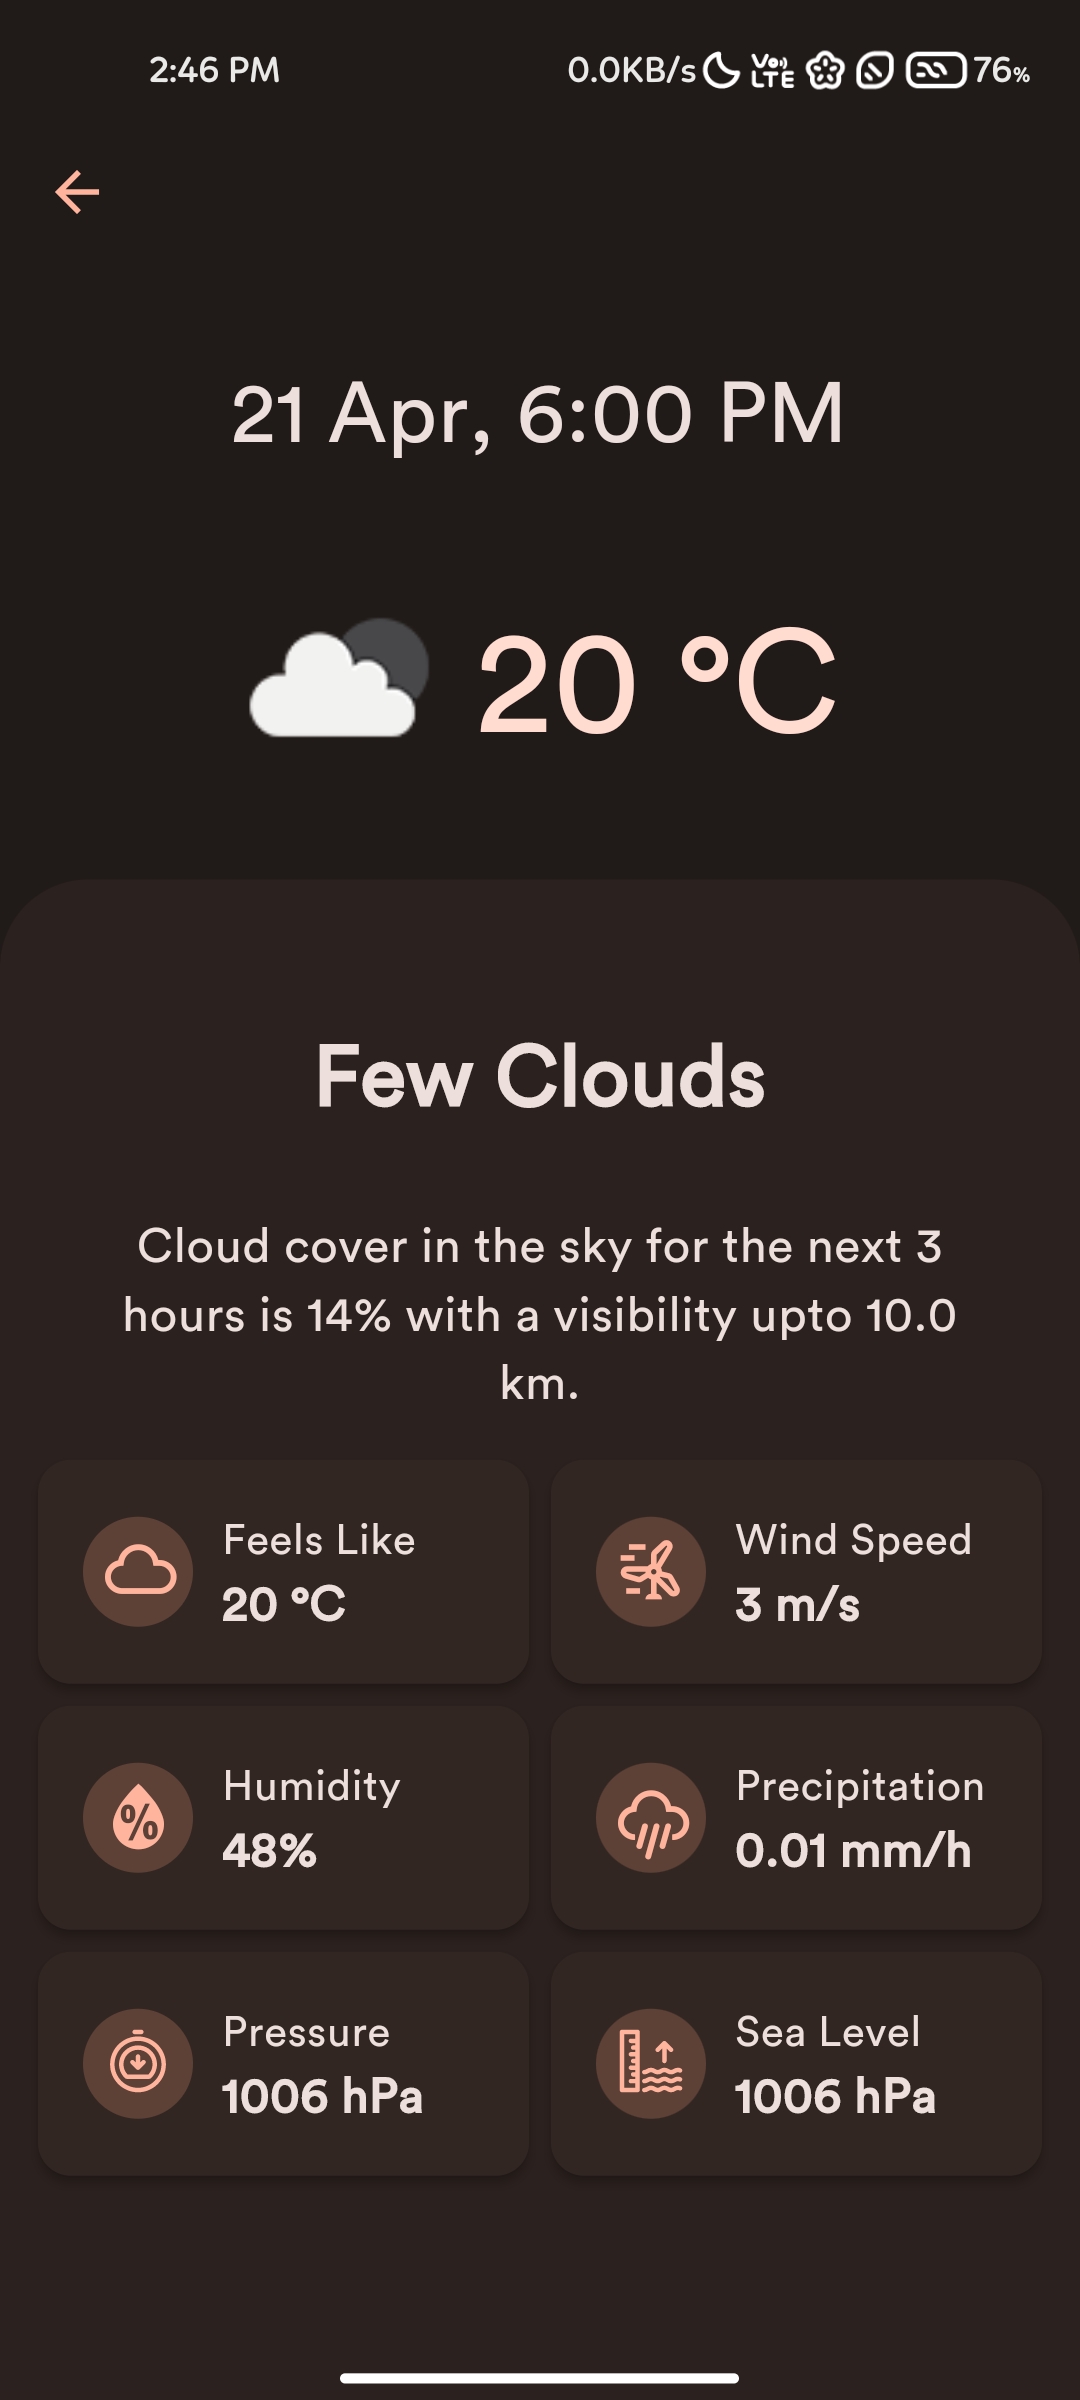 2:46 PM 0.0KB/s VoLTE 76%
21 Apr, 6:00 PM
20 °C
Few Clouds
Cloud cover in the sky for the next 3
hours is 14% with a visibility upto 10.0
km.
Feels Like
20 °C
Wind Speed
3 m/s
Humidity
48%
Precipitation
0.01 mm/h
Pressure
1006 hPa
Sea Level
1006 hPa